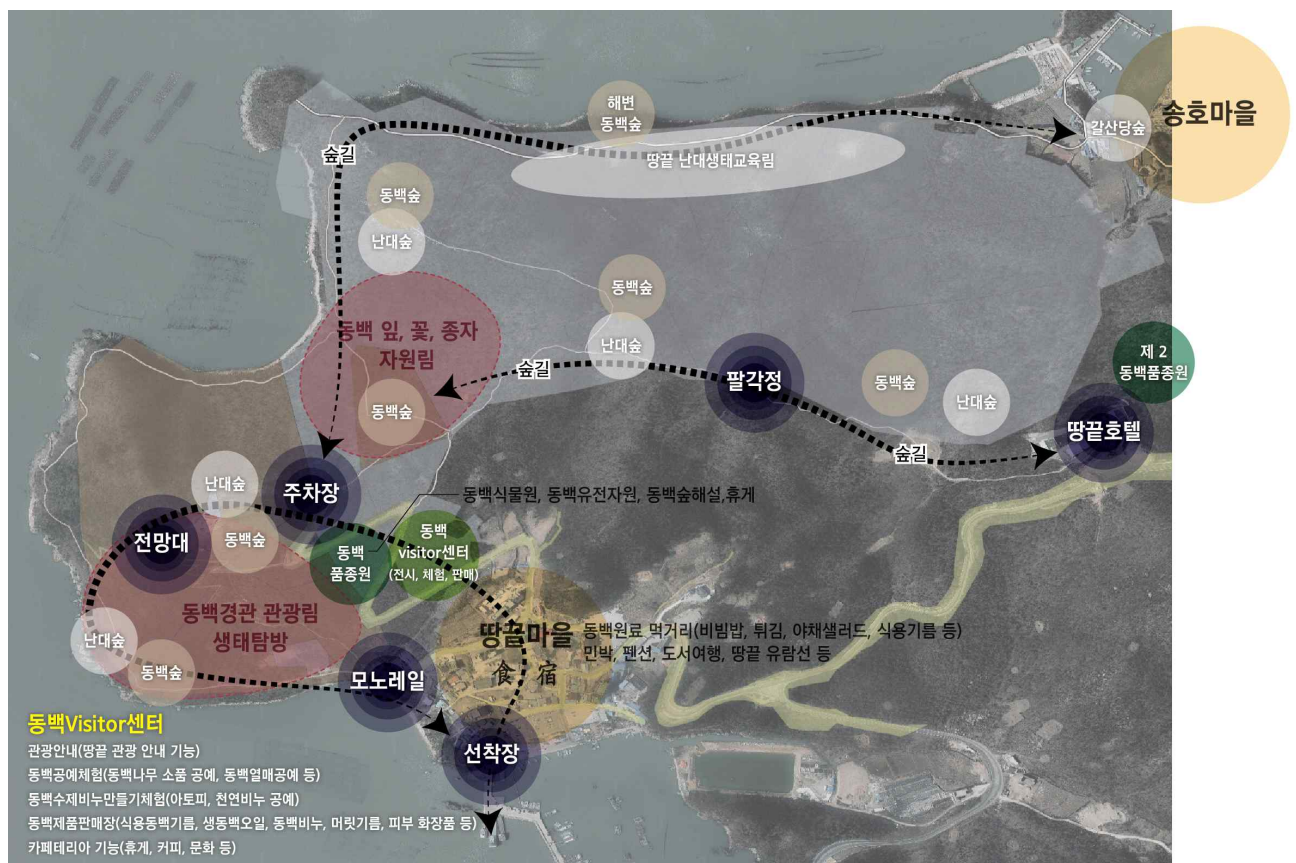 해변
동백숲
갈산당숲
송호마을
숲길
땅끝 난대생태교육림
동백숲
난대숲
동백숲
동백 잎, 꽃, 종자
자원림
난대숲
숲길
팔각정
제 2
동백품종원
동백숲
난대숲
동백숲
땅끝호텔
숲길
난대숲
주차장
동백식물원, 동백유전자원, 동백숲해설,휴게
전망대
동백숲
동백
품종원
동백
visitor센터
(전시, 체험, 판매)
동백경관 관광림
생태탐방
난대숲
동백숲
땅끝마을
食 宿
동백원료 먹거리(비빔밥, 튀김, 야채샐러드, 식용기름 등)
민박, 펜션, 도서여행, 땅끝 유람선 등
모노레일
선착장
동백Visitor센터
관광안내(땅끝 관광 안내 기능)
동백공예체험(동백나무 소품 공예, 동백열매공예 등)
동백수제비누만들기체험(아토피, 천연비누 공예)
동백제품판매장(식용동백기름, 생동백오일, 동백비누, 머릿기름, 피부 화장품 등)
카페테리아 기능(휴게, 커피, 문화 등)